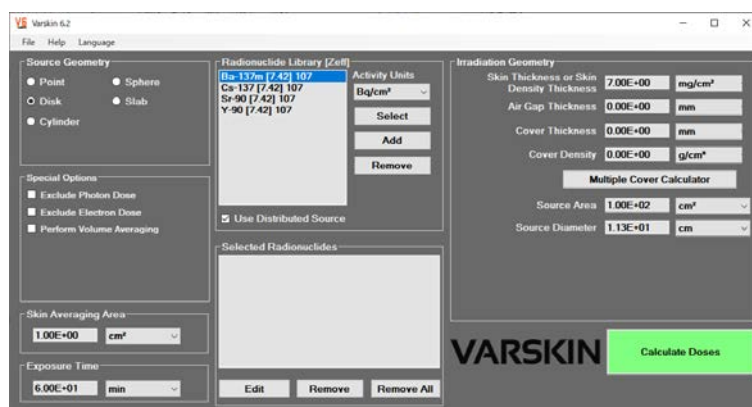 VS Varskin 6.2
File Help Language
Source Geometry
Point Sphere
Disk Slab
Cylinder
Special Options
Exclude Photon Dose
Exclude Electron Dose
Perform Volume Averaging
Skin Averaging Area
1.00E+00 cm²
Exposure Time
6.00E+01 min
Radionuclide Library [Zeff]
Ba-137m [7.42] 107
Cs-137 [7.42] 107
Sr-90 [7.42] 107
Y-90 [7.42] 107
Activity Units
Bq/cm²
Select
Add
Remove
Use Distributed Source
Selected Radionuclides
Edit Remove Remove All
Irradiation Geometry
Skin Thickness or Skin
Density Thickness 7.00E+00 mg/cm²
Air Gap Thickness 0.00E+00 mm
Cover Thickness 0.00E+00 mm
Cover Density 0.00E+00 g/cm³
Multiple Cover Calculator
Source Area 1.00E+02 cm²
Source Diameter 1.13E+01 cm
VARSKIN
Calculate Doses